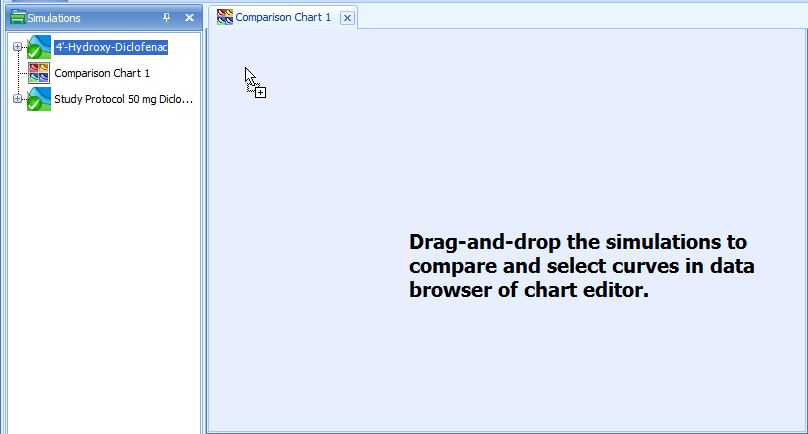 Simulations
Comparison Chart 1
4'-Hydroxy-Diclofenac
Comparison Chart 1
Study Protocol 50 mg Diclo...
Drag-and-drop the simulations to
compare and select curves in data
browser of chart editor.